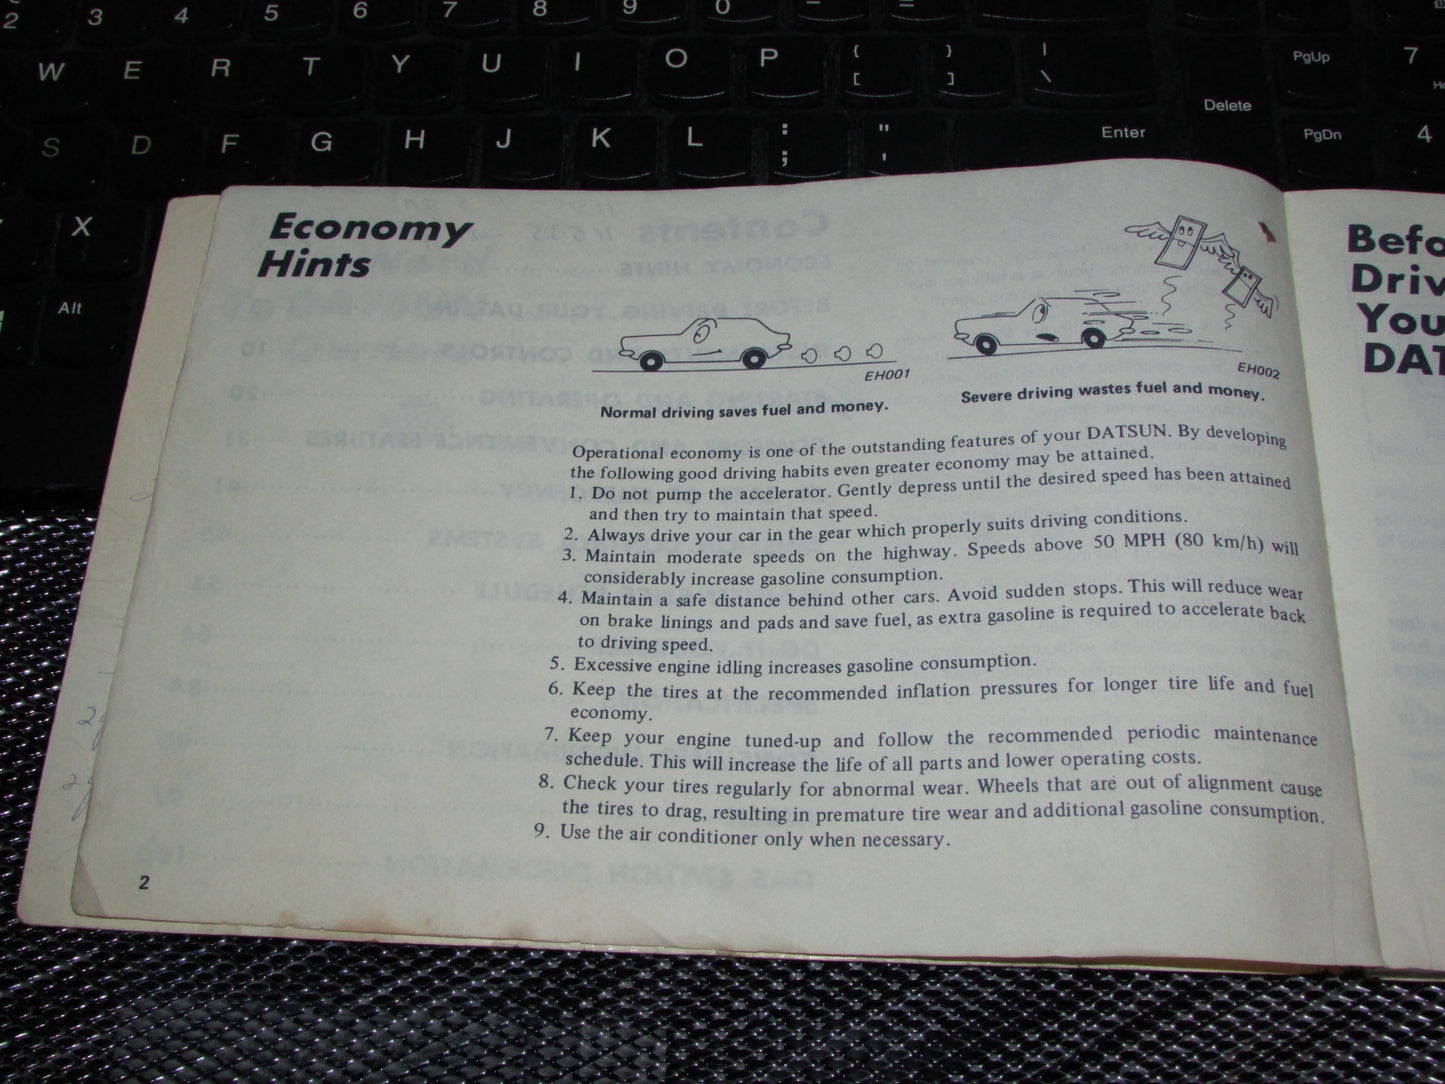 2 3 4 5 6 7 8 9 0
W E R T Y U I O P { [ } ] | \ PgUp 7
Delete
S D F G H J K L : ; " ' Enter PgDn 4
X
Alt
Economy
Hints
EH001
Normal driving saves fuel and money.
EH002
Severe driving wastes fuel and money.
Operational economy is one of the outstanding features of your DATSUN. By developing
the following good driving habits even greater economy may be attained.
1. Do not pump the accelerator. Gently depress until the desired speed has been attained
and then try to maintain that speed.
2. Always drive your car in the gear which properly suits driving conditions.
3. Maintain moderate speeds on the highway. Speeds above 50 MPH (80 km/h) will
considerably increase gasoline consumption.
4. Maintain a safe distance behind other cars. Avoid sudden stops. This will reduce wear
on brake linings and pads and save fuel, as extra gasoline is required to accelerate back
to driving speed.
5. Excessive engine idling increases gasoline consumption.
6. Keep the tires at the recommended inflation pressures for longer tire life and fuel
economy.
7. Keep your engine tuned-up and follow the recommended periodic maintenance
schedule. This will increase the life of all parts and lower operating costs.
8. Check your tires regularly for abnormal wear. Wheels that are out of alignment cause
the tires to drag, resulting in premature tire wear and additional gasoline consumption.
9. Use the air conditioner only when necessary.
2
Befo
Driv
You
DAT